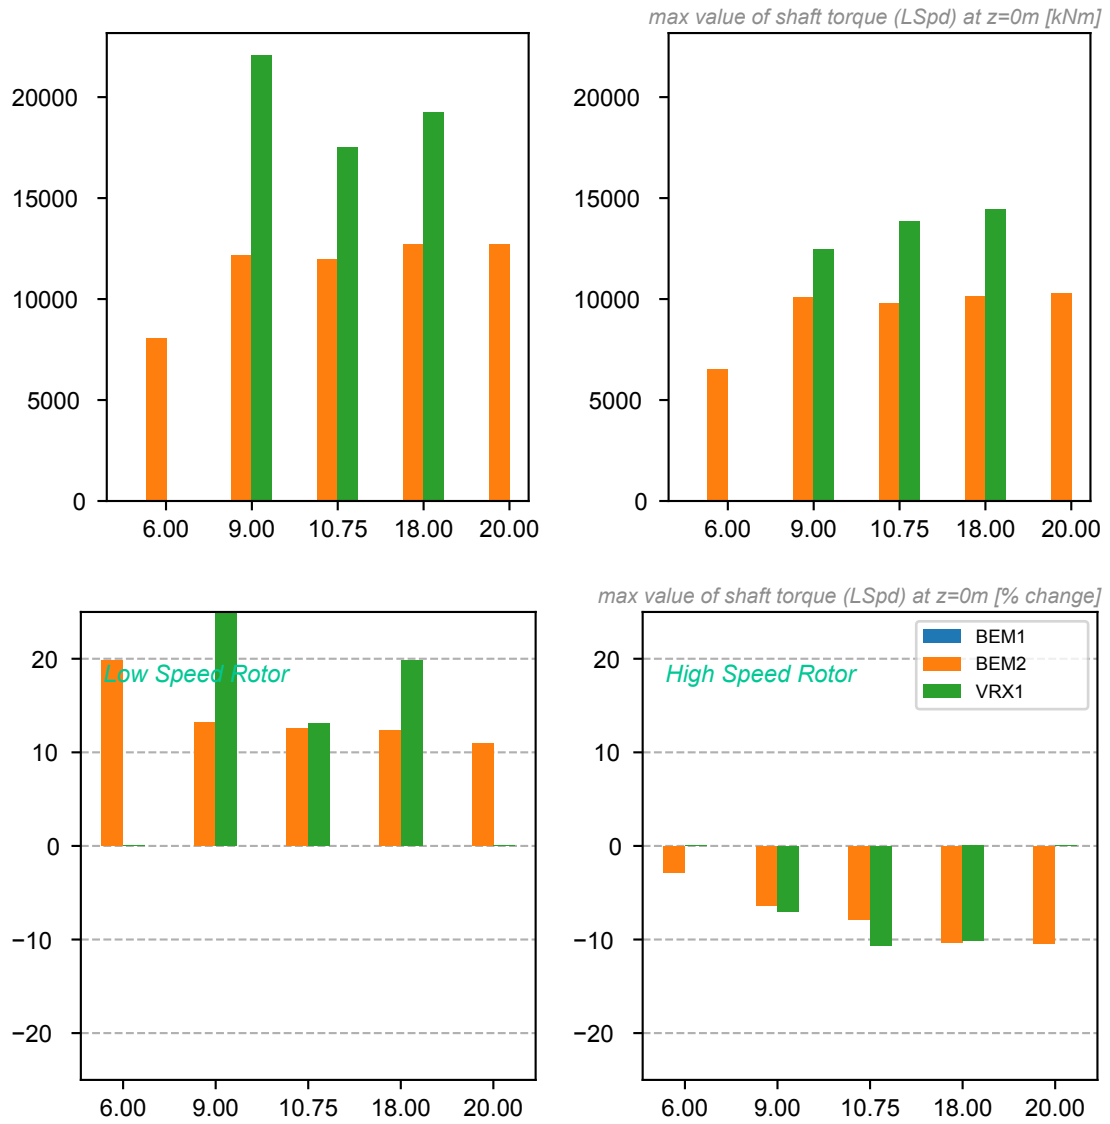 max value of shaft torque (LSpd) at z=0m [kNm]
20000
15000
10000
5000
0
6.00 9.00 10.75 18.00 20.00
20000
15000
10000
5000
0
6.00 9.00 10.75 18.00 20.00
max value of shaft torque (LSpd) at z=0m [% change]
Low Speed Rotor
20
10
0
−10
−20
6.00 9.00 10.75 18.00 20.00
High Speed Rotor
BEM1
BEM2
VRX1
20
10
0
−10
−20
6.00 9.00 10.75 18.00 20.00